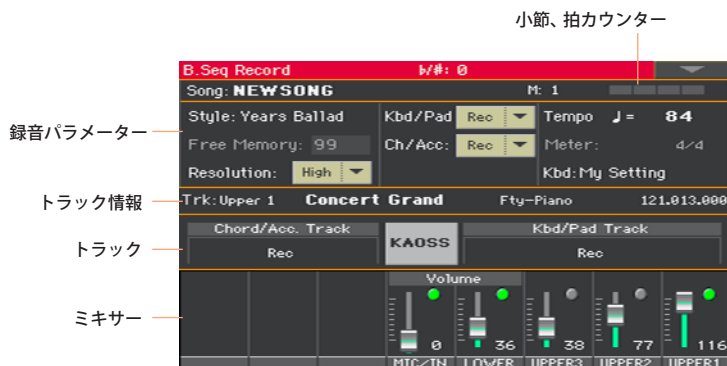 小節、拍カウンター
B.Seq Record ♭/#: 0
Song: NEWSONG M: 1
録音パラメーター
Style: Years Ballad Kbd/Pad Rec Tempo ♩= 84
Free Memory: 99 Ch/Acc: Rec Meter: 4/4
Resolution: High Kbd: My Setting
トラック情報
Trk: Upper 1 Concert Grand Fty-Piano 121.013.000
トラック
Chord/Acc. Track KAOSS Kbd/Pad Track
Rec Rec
ミキサー
Volume
0 36 38 77 116
MIC/IN LOWER UPPER3 UPPER2 UPPER1